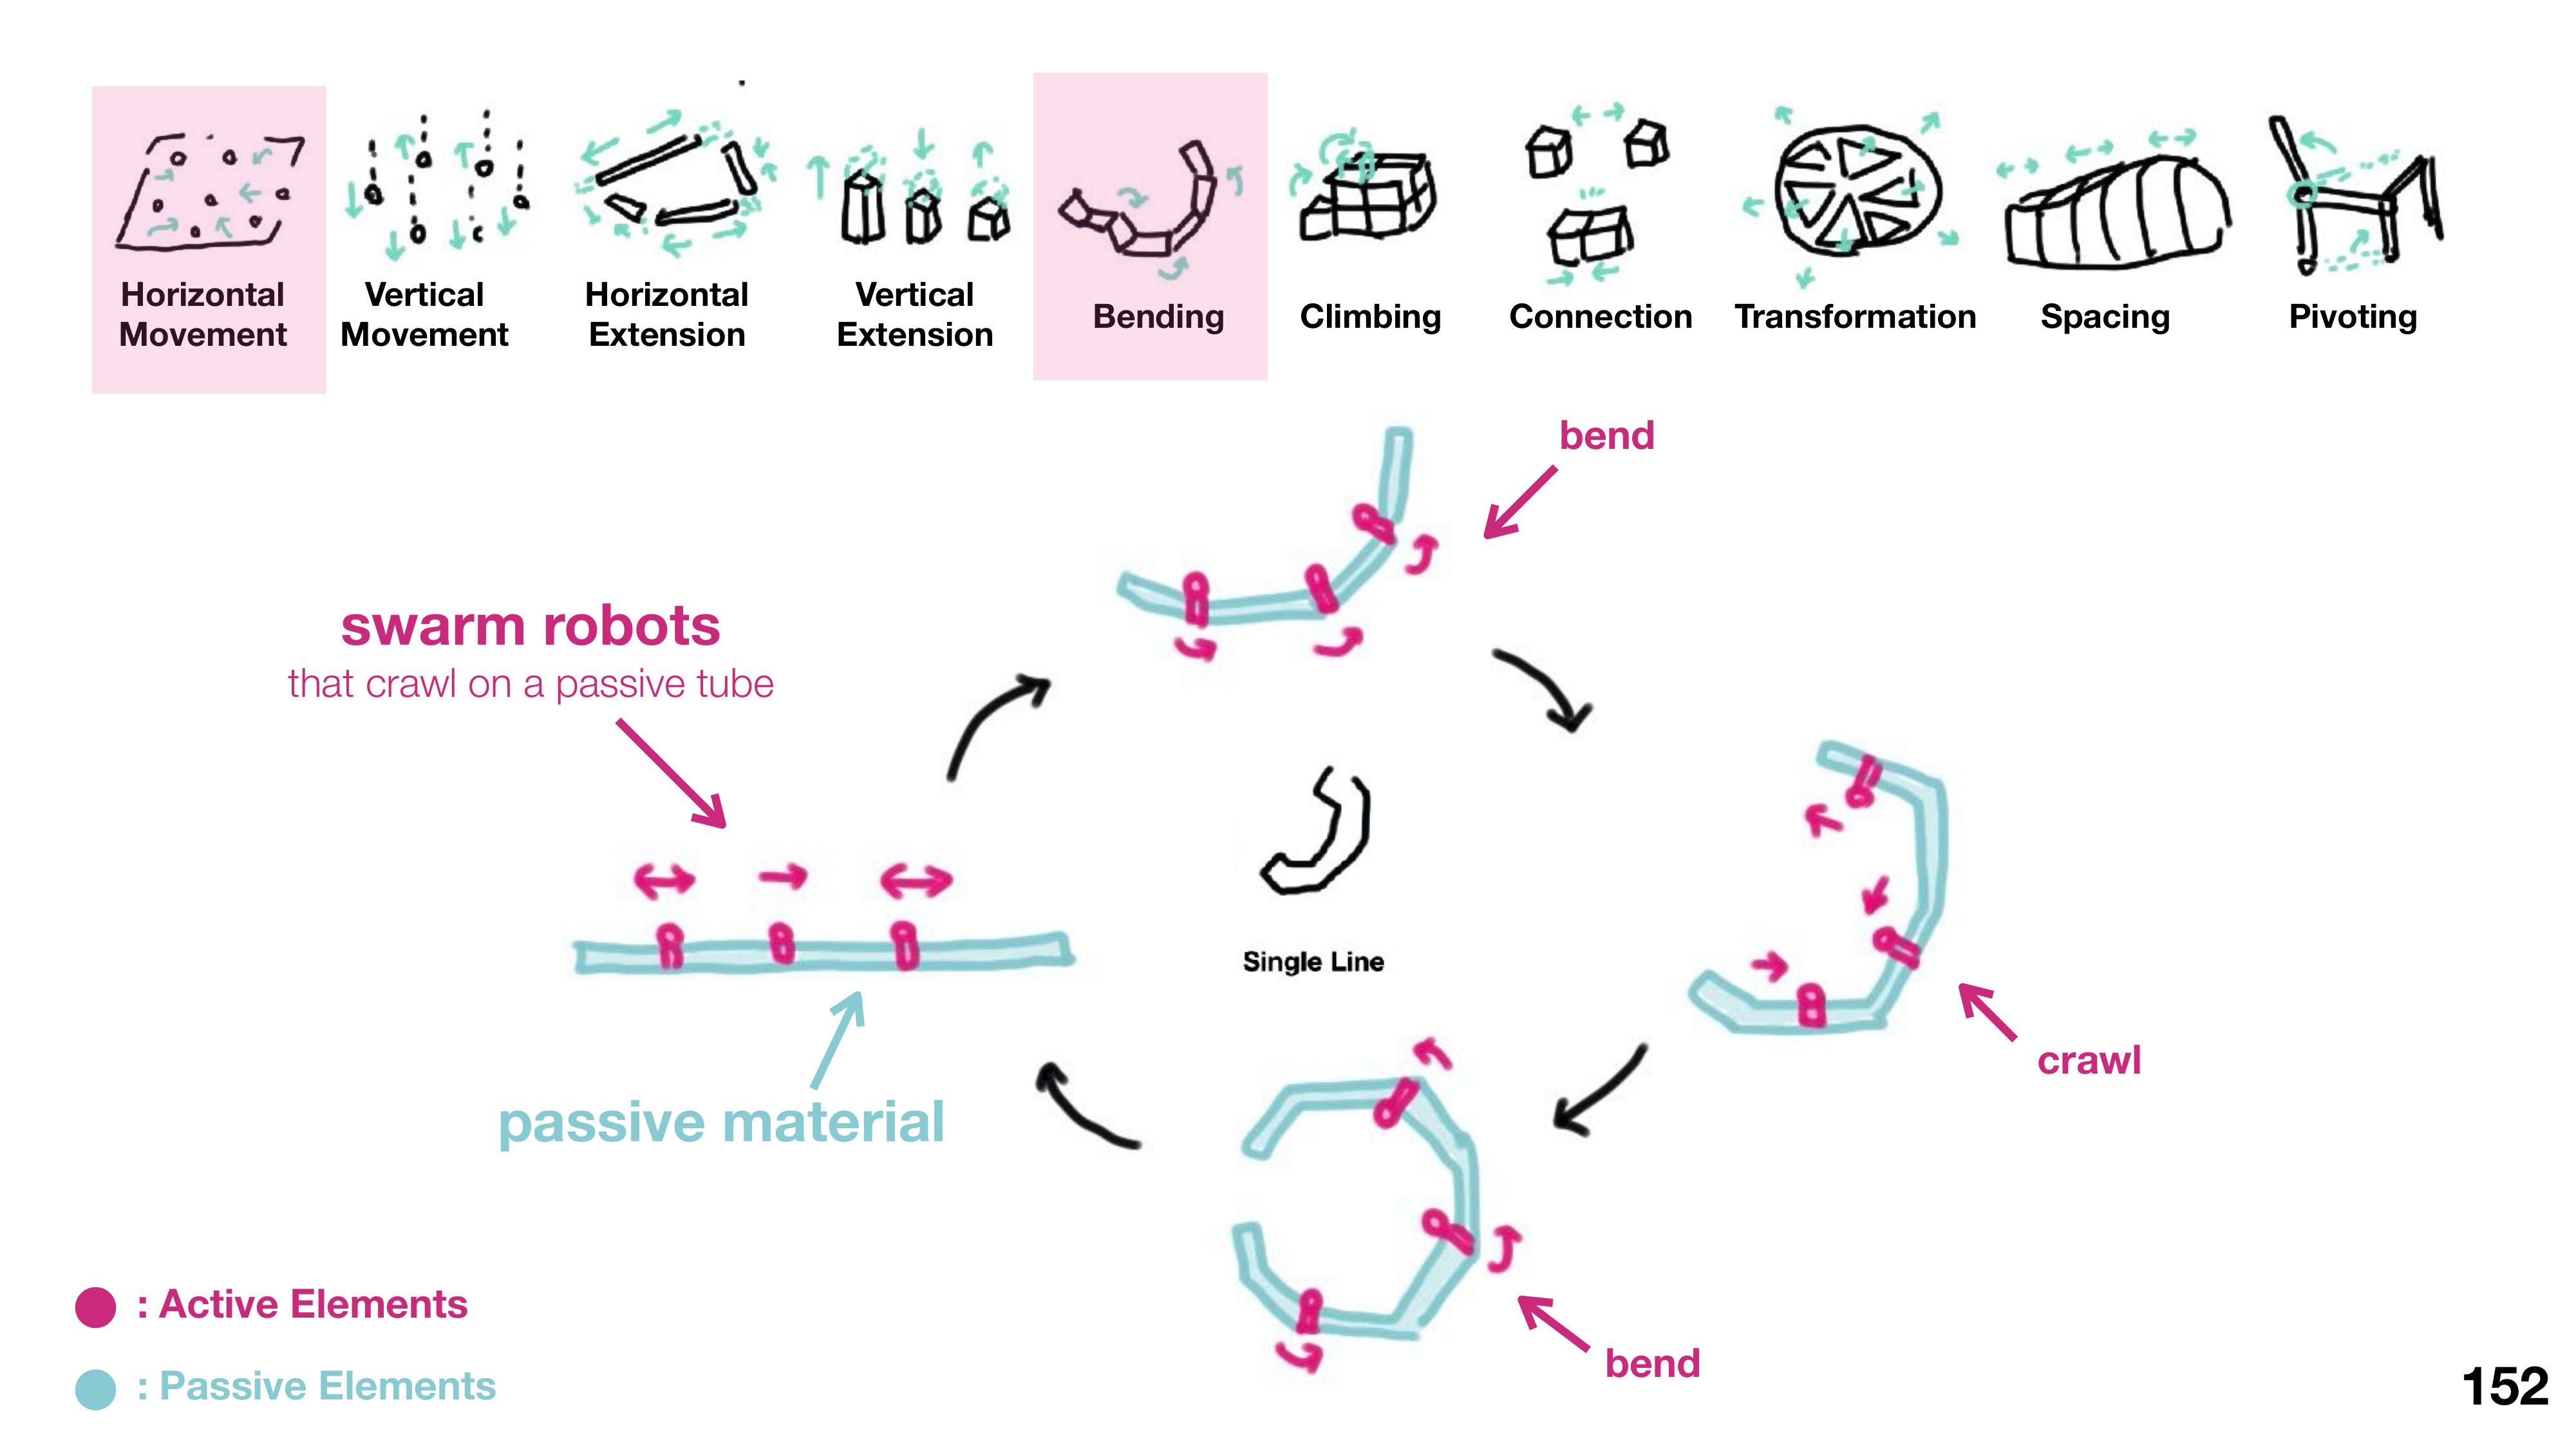 Horizontal
Movement
Vertical
Movement
Horizontal
Extension
Vertical
Extension
Bending
Climbing
Connection
Transformation
Spacing
Pivoting
bend
swarm robots
that crawl on a passive tube
Single Line
crawl
passive material
bend
: Active Elements
: Passive Elements
152